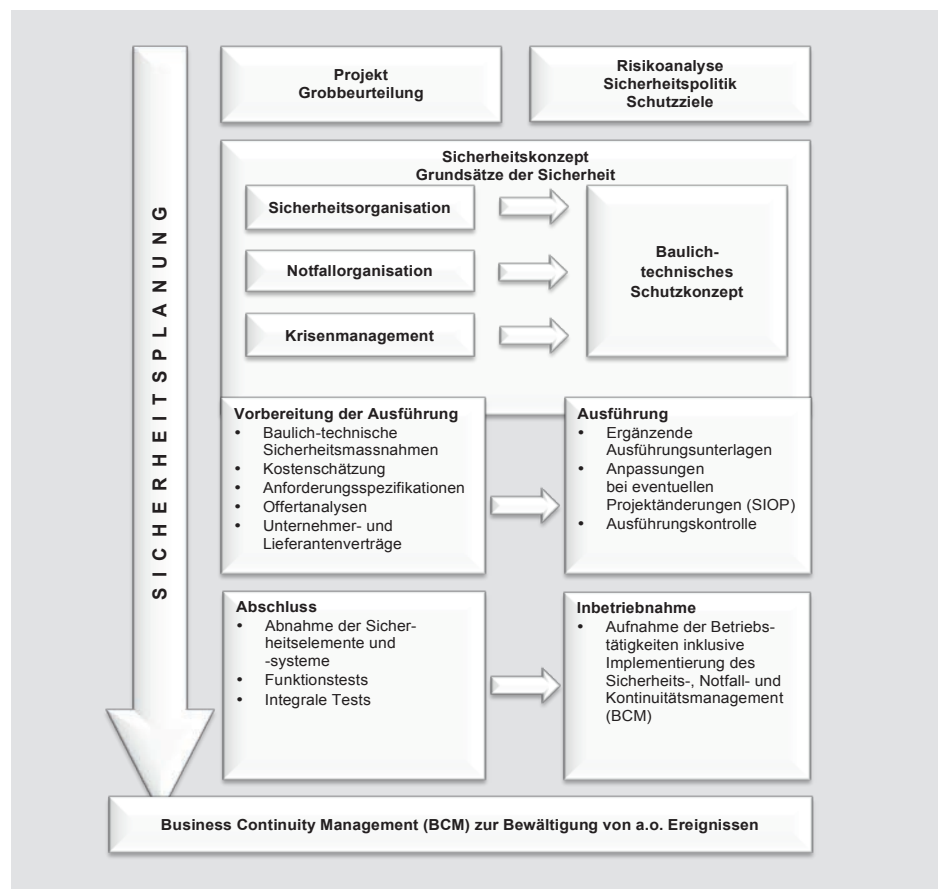 Projekt
Grobbeurteilung
Risikoanalyse
Sicherheitspolitik
Schutzziele
SICHERHEITSPLANUNG
Sicherheitskonzept
Grundsätze der Sicherheit
Sicherheitsorganisation
Notfallorganisation
Krisenmanagement
Baulich-
technisches
Schutzkonzept
Vorbereitung der Ausführung
• Baulich-technische
Sicherheitsmassnahmen
• Kostenschätzung
• Anforderungsspezifikationen
• Offertanalysen
• Unternehmer- und
Lieferantenverträge
Ausführung
• Ergänzende
Ausführungsunterlagen
• Anpassungen
bei eventuellen
Projektänderungen (SIOP)
• Ausführungskontrolle
Abschluss
• Abnahme der Sicher-
heitselemente und
-systeme
• Funktionstests
• Integrale Tests
Inbetriebnahme
• Aufnahme der Betriebs-
tätigkeiten inklusive
Implementierung des
Sicherheits-, Notfall- und
Kontinuitätsmanagement
(BCM)
Business Continuity Management (BCM) zur Bewältigung von a.o. Ereignissen